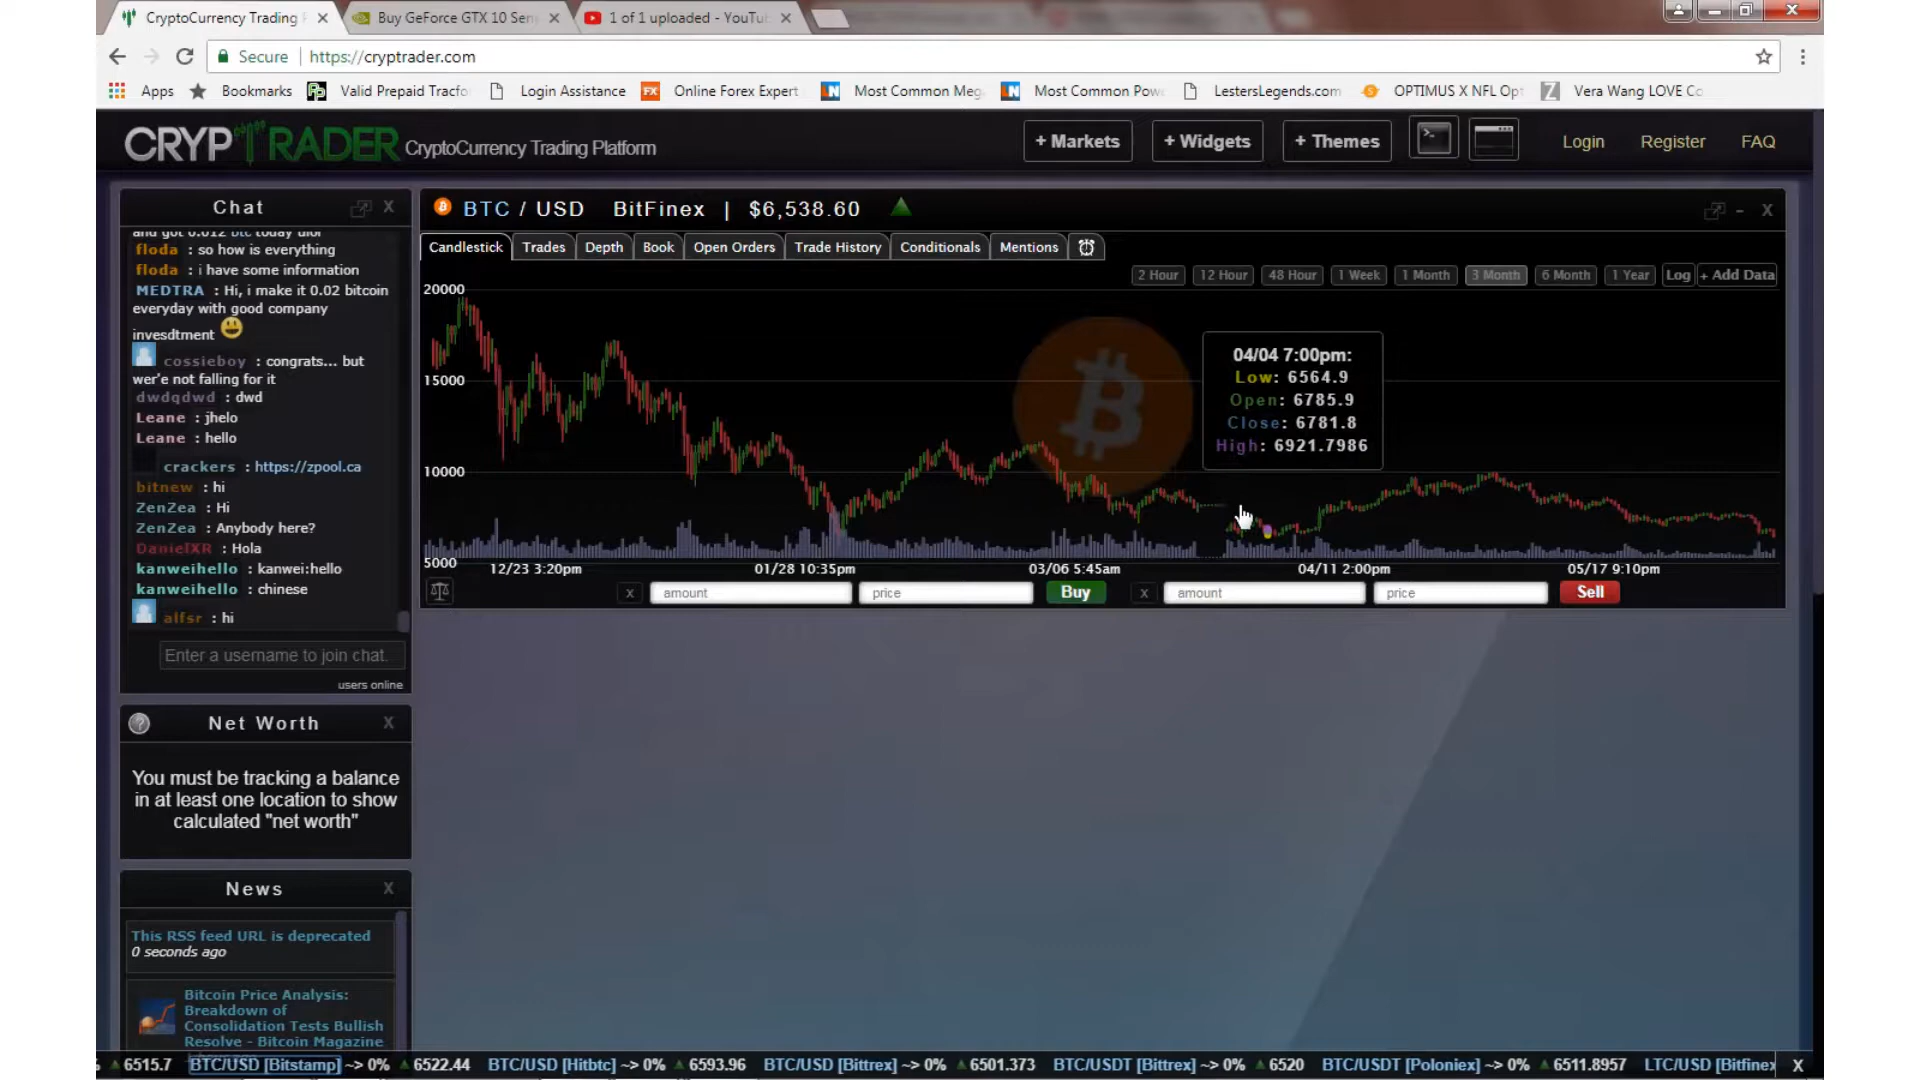 CryptoCurrency Trading
Buy GeForce GTX 10 Seri
1 of 1 uploaded - YouTu
Secure
https://cryptrader.com
Apps
Bookmarks
Valid Prepaid Tracfo
Login Assistance
Online Forex Expert
Most Common Meg
Most Common Pow
LestersLegends.com
OPTIMUS X NFL Opt
Vera Wang LOVE Co
CRYPTRADER CryptoCurrency Trading Platform
+ Markets
+ Widgets
+ Themes
Login
Register
FAQ
Chat
X
and got 0.012 btc today
floda : so how is everything
floda : i have some information
MEDTRA : Hi, i make it 0.02 bitcoin
everyday with good company
invesdtment
cossieboy : congrats... but
wer'e not falling for it
dwdqdwd : dwd
Leane : jhelo
Leane : hello
crackers : https://zpool.ca
bitnew : hi
ZenZea : Hi
ZenZea : Anybody here?
DanielXR : Hola
kanweihello : kanwei:hello
kanweihello : chinese
alfsr : hi
Enter a username to join chat.
users online
BTC / USD BitFinex | $6,538.60
- X
Candlestick
Trades
Depth
Book
Open Orders
Trade History
Conditionals
Mentions
2 Hour
12 Hour
48 Hour
1 Week
1 Month
3 Month
6 Month
1 Year
Log
+ Add Data
20000
15000
10000
5000
04/04 7:00pm:
Low: 6564.9
Open: 6785.9
Close: 6781.8
High: 6921.7986
12/23 3:20pm
01/28 10:35pm
03/06 5:45am
04/11 2:00pm
05/17 9:10pm
x
amount
price
Buy
x
amount
price
Sell
Net Worth
X
You must be tracking a balance
in at least one location to show
calculated "net worth"
News
X
This RSS feed URL is deprecated
0 seconds ago
Bitcoin Price Analysis:
Breakdown of
Consolidation Tests Bullish
Resolve - Bitcoin Magazine
6515.7 BTC/USD [Bitstamp] ~> 0% 6522.44 BTC/USD [Hitbtc] ~> 0% 6593.96 BTC/USD [Bittrex] ~> 0% 6501.373 BTC/USDT [Bittrex] ~> 0% 6520 BTC/USDT [Poloniex] ~> 0% 6511.8957 LTC/USD [Bitfinex X